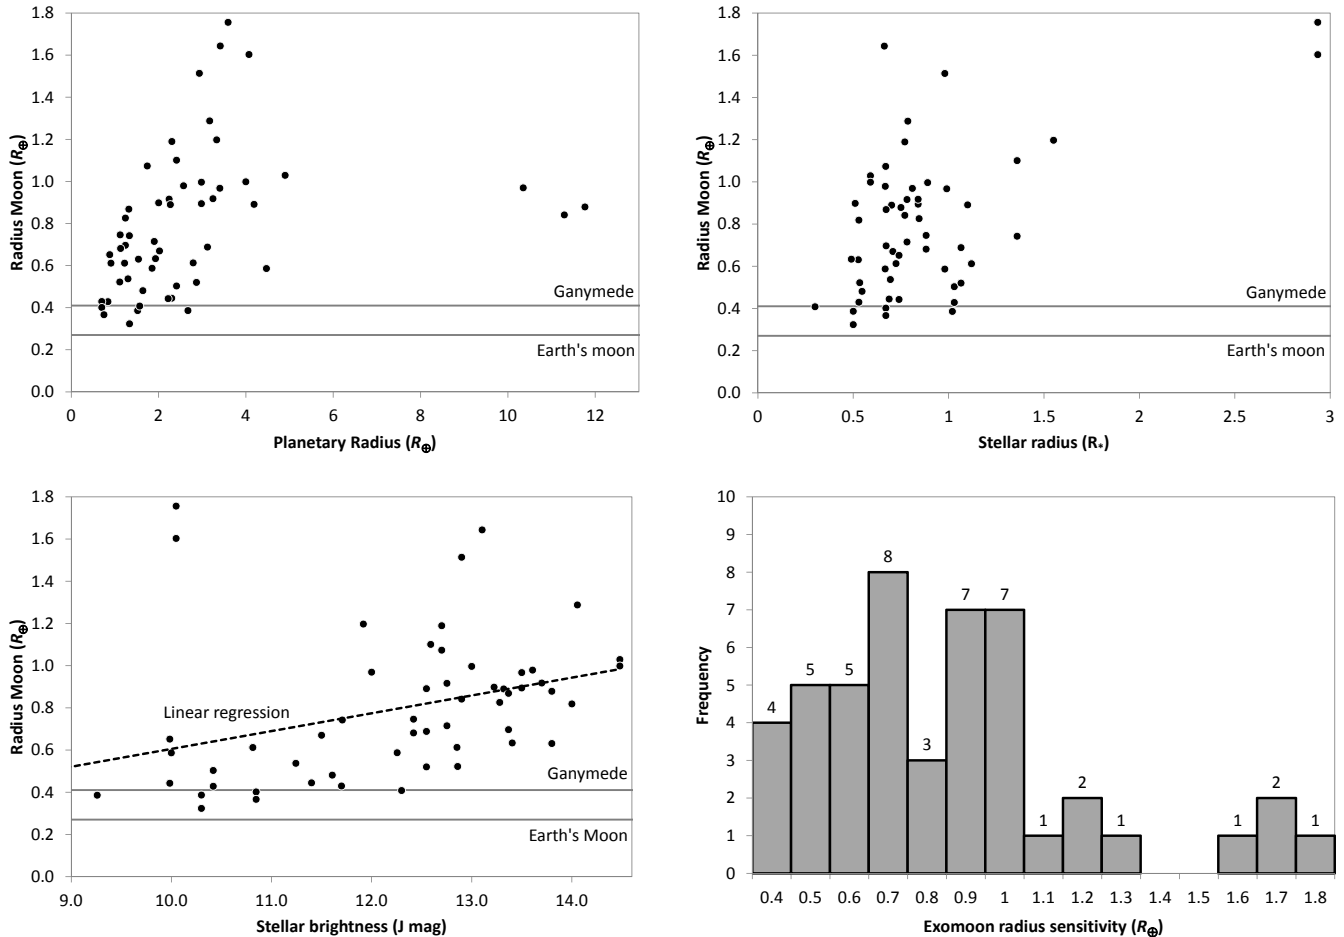 1.8
1.6
1.4
1.2
1.0
0.8
0.6
0.4
0.2
0.0
Radius Moon (R⊕)
Ganymede
Earth's moon
0 2 4 6 8 10 12
Planetary Radius (R⊕)
1.8
1.6
1.4
1.2
1.0
0.8
0.6
0.4
0.2
0.0
Radius Moon (R⊕)
Ganymede
Earth's moon
0 0.5 1 1.5 2 2.5 3
Stellar radius (R*)
1.8
1.6
1.4
1.2
1.0
0.8
0.6
0.4
0.2
0.0
Radius Moon (R⊕)
Linear regression
Ganymede
Earth's Moon
9.0 10.0 11.0 12.0 13.0 14.0
Stellar brightness (J mag)
10
9
8
7
6
5
4
3
2
1
0
Frequency
4 5 5 8 3 7 7 1 2 1 1 2 1
0.4 0.5 0.6 0.7 0.8 0.9 1 1.1 1.2 1.3 1.4 1.5 1.6 1.7 1.8
Exomoon radius sensitivity (R⊕)